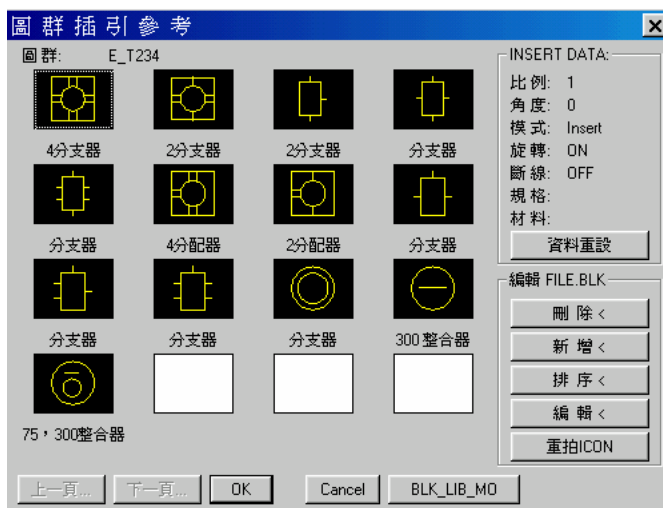 圖群插引參考
圖群: E_T234
4分支器 2分支器 2分支器 分支器
分支器 4分配器 2分配器 分支器
分支器 分支器 分支器 300整合器
75，300整合器
INSERT DATA:
比例: 1
角度: 0
模式: Insert
旋轉: ON
斷線: OFF
規格:
材料:
資料重設
編輯 FILE.BLK
刪 除 <
新 增 <
排 序 <
編 輯 <
重拍ICON
上一頁... 下一頁... OK Cancel BLK_LIB_MO